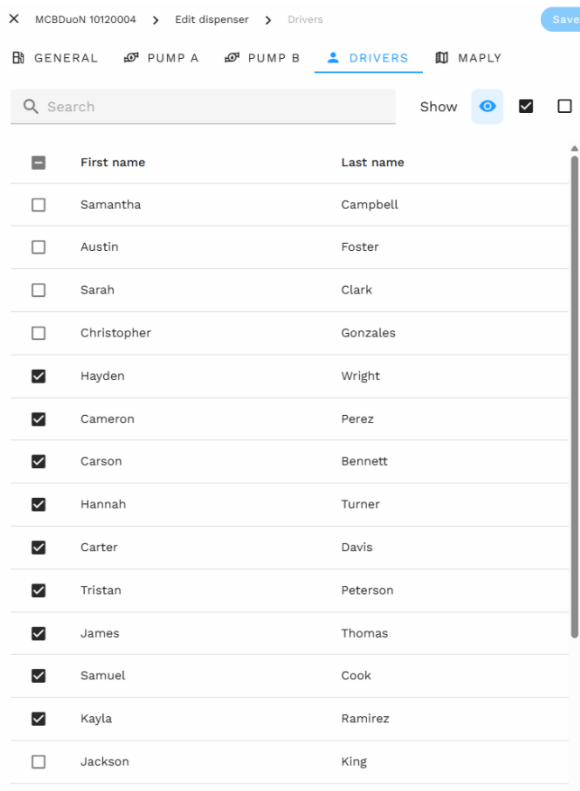 MCBDuoN 10120004 > Edit dispenser > Drivers Save
GENERAL PUMP A PUMP B DRIVERS MAPLY
Search Show
First name Last name
Samantha Campbell
Austin Foster
Sarah Clark
Christopher Gonzales
Hayden Wright
Cameron Perez
Carson Bennett
Hannah Turner
Carter Davis
Tristan Peterson
James Thomas
Samuel Cook
Kayla Ramirez
Jackson King